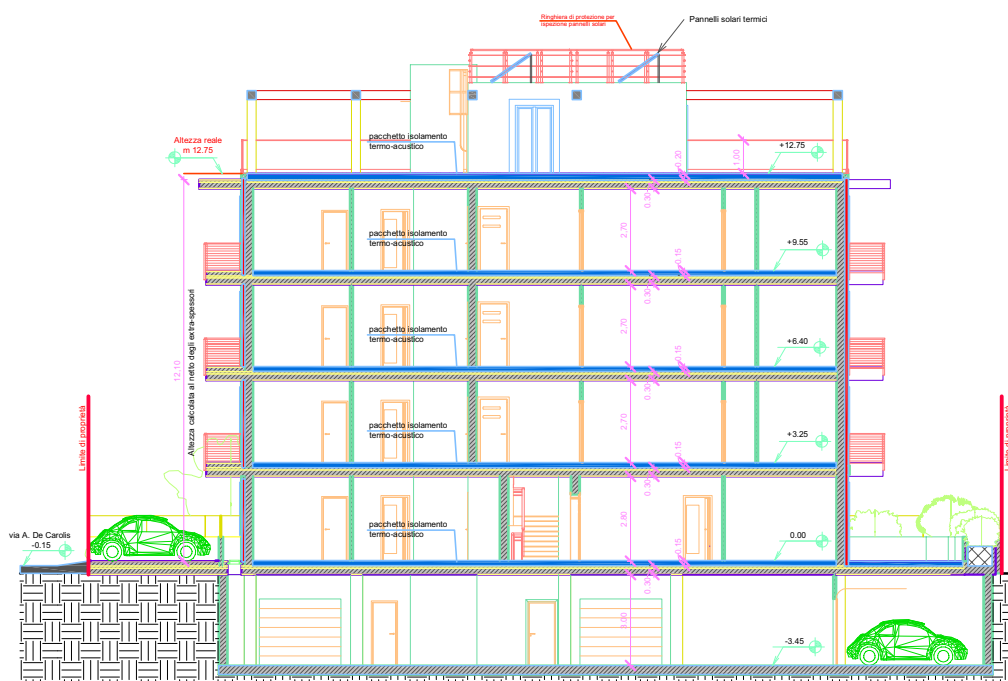 Ringhiera di protezione per
ispezione pannelli solari
Pannelli solari termici
Altezza reale
m 12.75
pacchetto isolamento
termo-acustico
+12.75
0.20
1,00
0.30
2,70
pacchetto isolamento
termo-acustico
+9.55
0.15
0.30
2,70
pacchetto isolamento
termo-acustico
+6.40
0.15
0.30
12,10
Altezza calcolata al netto degli extra-spessori
2,70
pacchetto isolamento
termo-acustico
+3.25
0.15
0.30
Limite di proprietà
Limite di proprietà
2,80
pacchetto isolamento
termo-acustico
0.00
0.15
0.30
via A. De Carolis
-0.15
3,00
-3.45